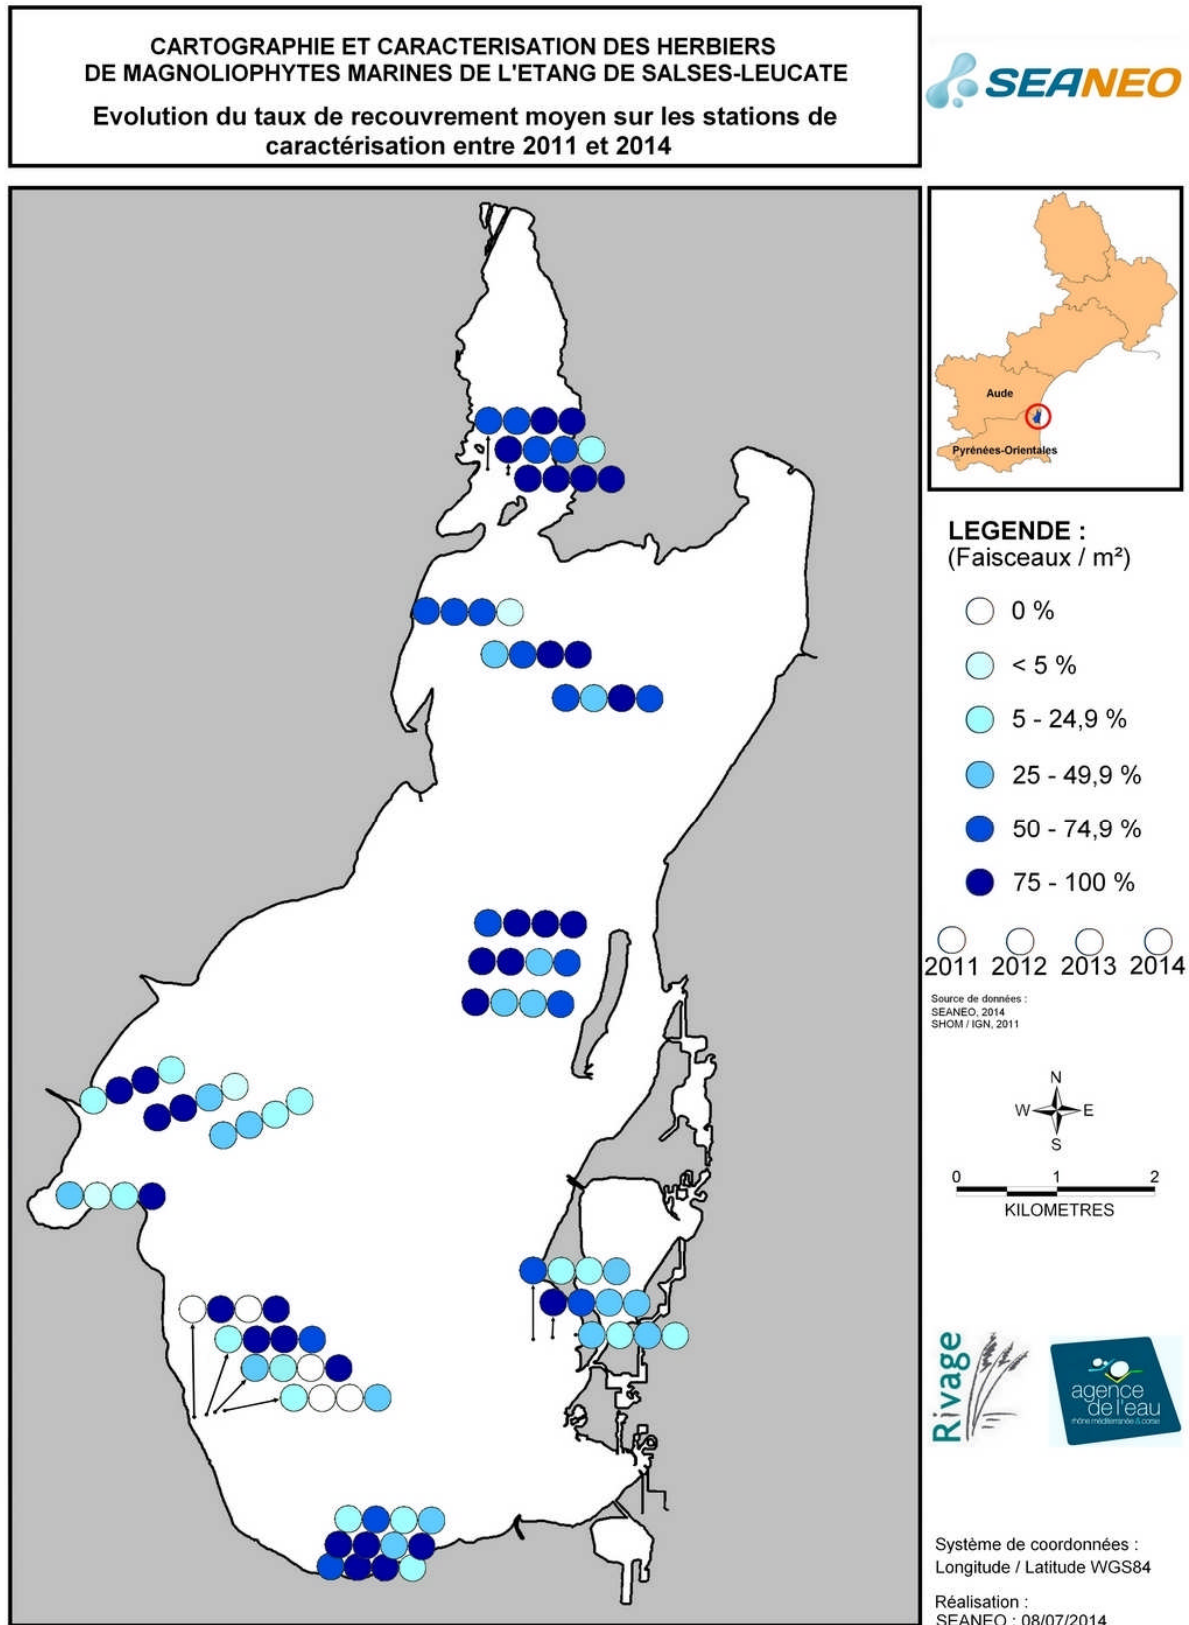 CARTOGRAPHIE ET CARACTERISATION DES HERBIERS
DE MAGNOLIOPHYTES MARINES DE L'ETANG DE SALSES-LEUCATE
Evolution du taux de recouvrement moyen sur les stations de
caractérisation entre 2011 et 2014
SEANEO
Aude
Pyrénées-Orientales
LEGENDE :
(Faisceaux / m²)
0 %
< 5 %
5 - 24,9 %
25 - 49,9 %
50 - 74,9 %
75 - 100 %
2011 2012 2013 2014
Source de données :
SEANEO, 2014
SHOM / IGN, 2011
N
W E
S
0 1 2
KILOMETRES
Rivage
agence
de l'eau
rhône méditerranée & corse
Système de coordonnées :
Longitude / Latitude WGS84
Réalisation :
SEANEO : 08/07/2014